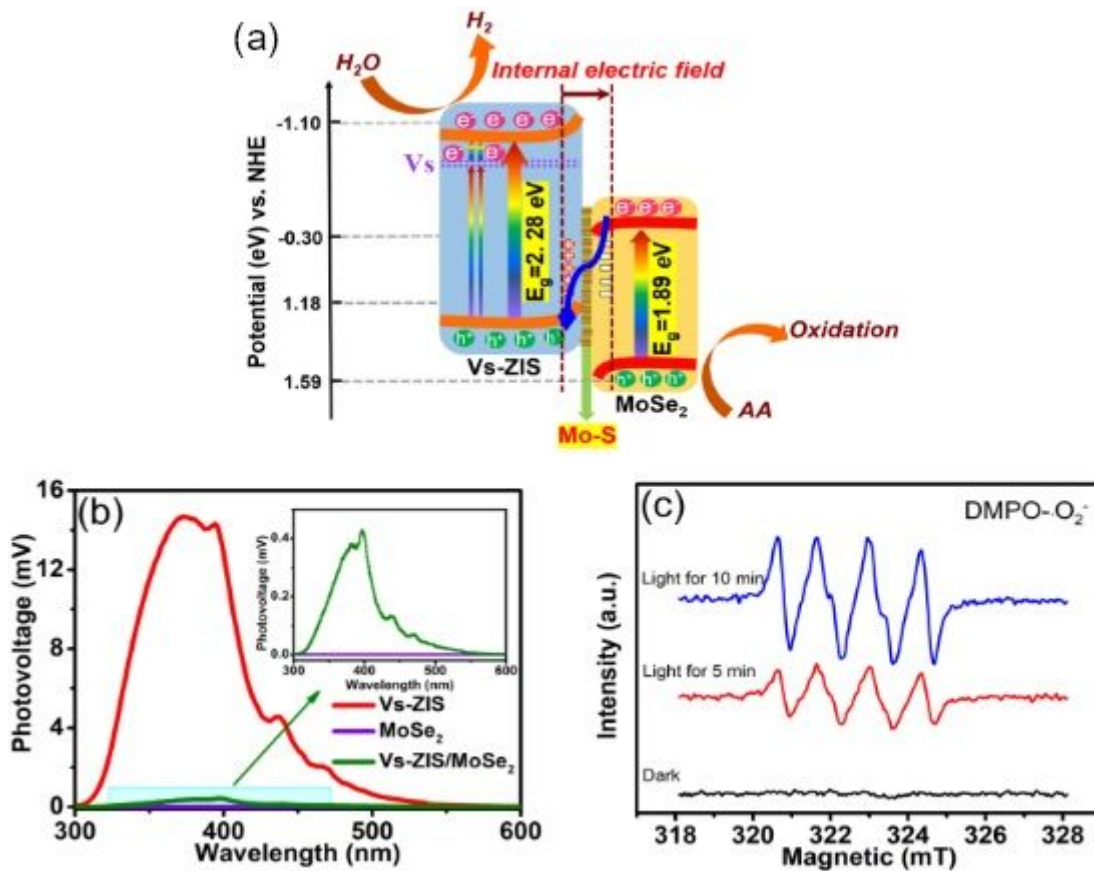 (a)
H2
H2O
Internal electric field
Potential (eV) vs. NHE
-1.10
-0.30
1.18
1.59
e- e- e- e-
e- e-
Vs
Eg=2. 28 eV
e- e- e-
Eg=1.89 eV
h+ h+ h+ h+
Vs-ZIS
h+ h+ h+
MoSe2
Oxidation
AA
Mo-S
(b)
Photovoltage (mV)
16
12
8
4
0
300 400 500 600
Wavelength (nm)
Photovoltage (mV)
0.4
0.2
0.0
300 400 500 600
Wavelength (nm)
Vs-ZIS
MoSe2
Vs-ZIS/MoSe2
(c)
DMPO-·O2-
Intensity (a.u.)
Light for 10 min
Light for 5 min
Dark
318 320 322 324 326 328
Magnetic (mT)